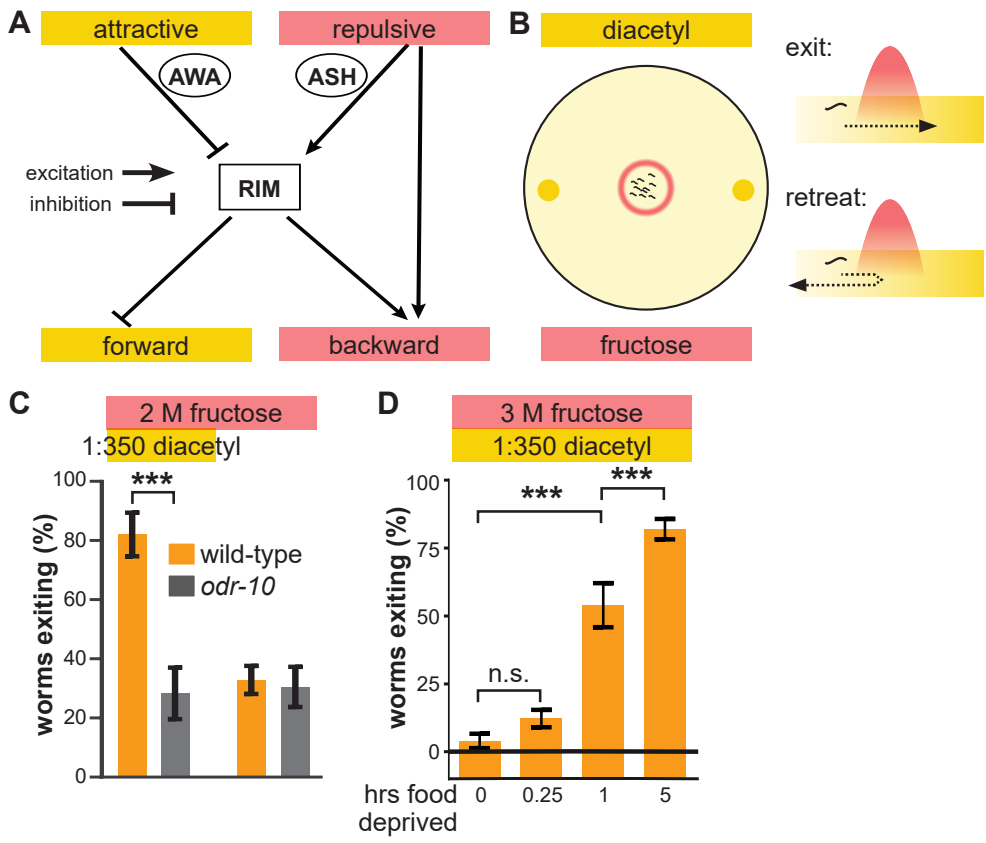 A
attractive
repulsive
AWA
ASH
excitation
inhibition
RIM
forward
backward
B
diacetyl
exit:
retreat:
fructose
C
2 M fructose
1:350 diacetyl
***
worms exiting (%)
100
80
60
40
20
0
wild-type
odr-10
D
3 M fructose
1:350 diacetyl
***
***
n.s.
worms exiting (%)
100
75
50
25
0
hrs food
deprived
0
0.25
1
5